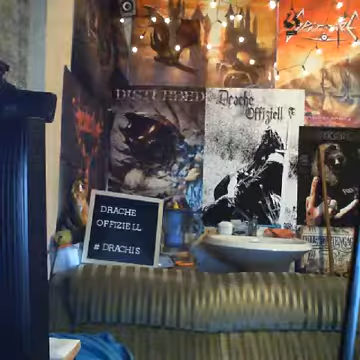 DISTURBED
Drache
Offiziell
DRACHE
OFFIZIELL
# DRACHIS